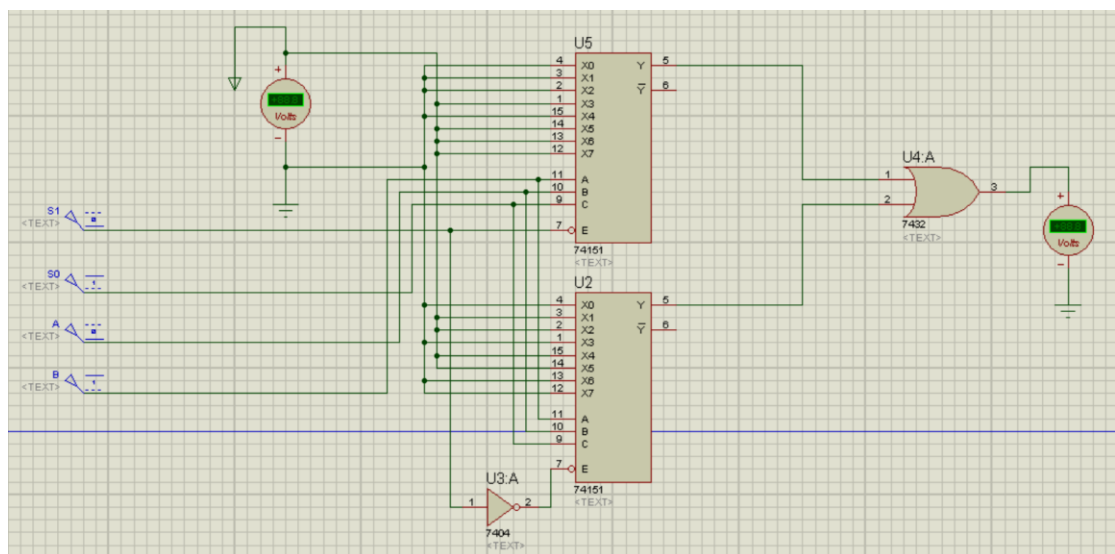 U5
4 X0 Y 5
3 X1
2 X2 Y 6
1 X3
15 X4
14 X5
13 X6
12 X7
11 A
10 B
9 C
7 E
74151
<TEXT>
+
Volts
-
S1
<TEXT>
S0
<TEXT>
A
<TEXT>
B
<TEXT>
U4:A
1
2
3
7432
<TEXT>
+
Volts
-
U2
4 X0 Y 5
3 X1
2 X2 Y 6
1 X3
15 X4
14 X5
13 X6
12 X7
11 A
10 B
9 C
7 E
74151
<TEXT>
U3:A
1 2
7404
<TEXT>